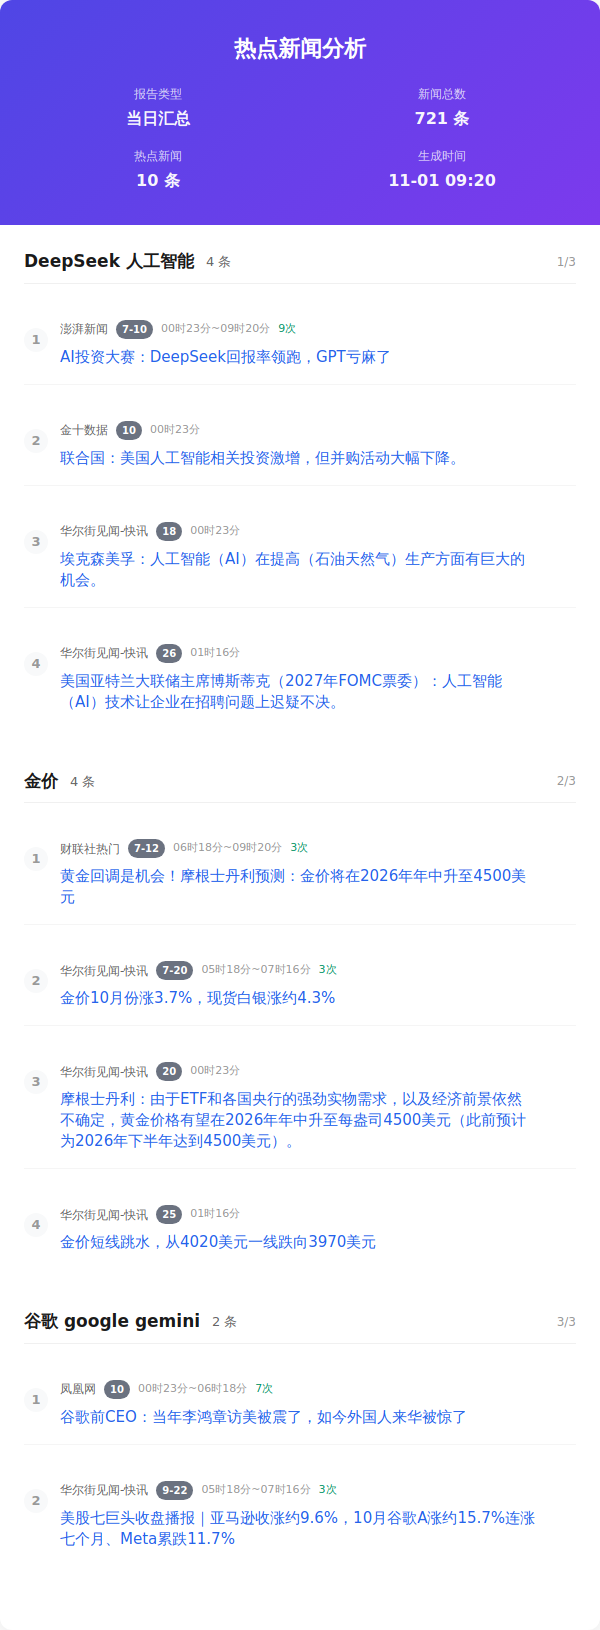 热点新闻分析
报告类型
新闻总数
当日汇总
721 条
热点新闻
生成时间
10 条
11-01 09:20
DeepSeek 人工智能 4 条 1/3
1 澎湃新闻 7-10 00时23分~09时20分 9次
AI投资大赛：DeepSeek回报率领跑，GPT亏麻了
2 金十数据 10 00时23分
联合国：美国人工智能相关投资激增，但并购活动大幅下降。
3 华尔街见闻-快讯 18 00时23分
埃克森美孚：人工智能（AI）在提高（石油天然气）生产方面有巨大的
机会。
4 华尔街见闻-快讯 26 01时16分
美国亚特兰大联储主席博斯蒂克（2027年FOMC票委）：人工智能
（AI）技术让企业在招聘问题上迟疑不决。
金价 4 条 2/3
1 财联社热门 7-12 06时18分~09时20分 3次
黄金回调是机会！摩根士丹利预测：金价将在2026年年中升至4500美
元
2 华尔街见闻-快讯 7-20 05时18分~07时16分 3次
金价10月份涨3.7%，现货白银涨约4.3%
3 华尔街见闻-快讯 20 00时23分
摩根士丹利：由于ETF和各国央行的强劲实物需求，以及经济前景依然
不确定，黄金价格有望在2026年年中升至每盎司4500美元（此前预计
为2026年下半年达到4500美元）。
4 华尔街见闻-快讯 25 01时16分
金价短线跳水，从4020美元一线跌向3970美元
谷歌 google gemini 2 条 3/3
1 凤凰网 10 00时23分~06时18分 7次
谷歌前CEO：当年李鸿章访美被震了，如今外国人来华被惊了
2 华尔街见闻-快讯 9-22 05时18分~07时16分 3次
美股七巨头收盘播报｜亚马逊收涨约9.6%，10月谷歌A涨约15.7%连涨
七个月、Meta累跌11.7%